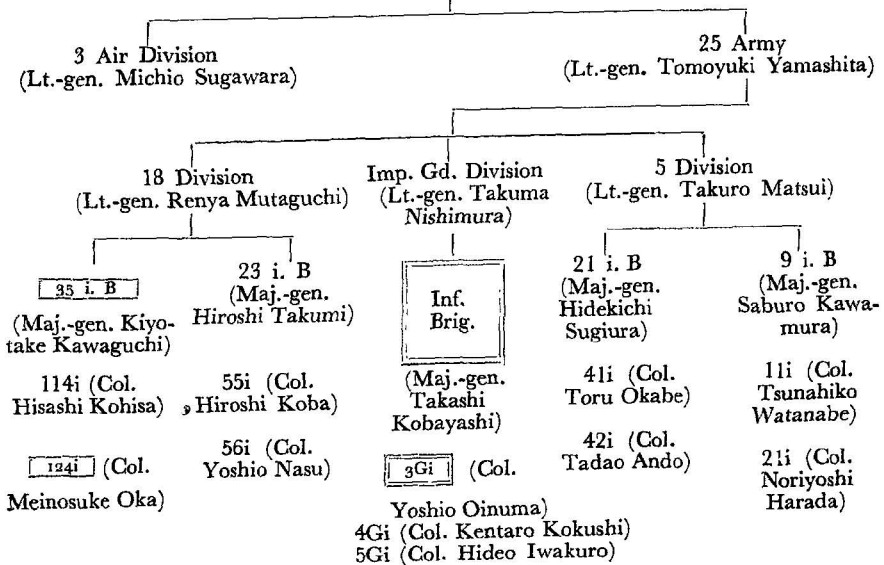 3 Air Division
(Lt.-gen. Michio Sugawara)
25 Army
(Lt.-gen. Tomoyuki Yamashita)
18 Division
(Lt.-gen. Renya Mutaguchi)
Imp. Gd. Division
(Lt.-gen. Takuma
Nishimura)
5 Division
(Lt.-gen. Takuro Matsui)
35 i. B
(Maj.-gen. Kiyo-
take Kawaguchi)
114i (Col.
Hisashi Kohisa)
124i (Col.
Meinosuke Oka)
23 i. B
(Maj.-gen.
Hiroshi Takumi)
55i (Col.
Hiroshi Koba)
56i (Col.
Yoshio Nasu)
Inf.
Brig.
(Maj.-gen.
Takashi
Kobayashi)
3Gi (Col.
Yoshio Oinuma)
4Gi (Col. Kentaro Kokushi)
5Gi (Col. Hideo Iwakuro)
21 i. B
(Maj.-gen.
Hidekichi
Sugiura)
41i (Col.
Toru Okabe)
42i (Col.
Tadao Ando)
9 i. B
(Maj.-gen.
Saburo Kawa-
mura)
11i (Col.
Tsunahiko
Watanabe)
21i (Col.
Noriyoshi
Harada)